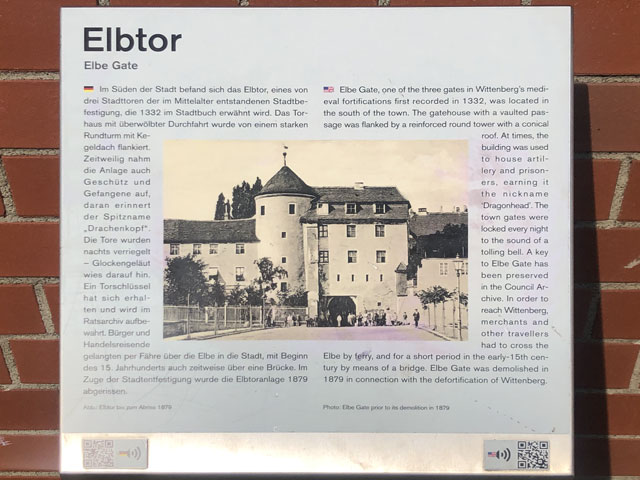 Elbtor
Elbe Gate
Im Süden der Stadt befand sich das Elbtor, eines von
drei Stadttoren der im Mittelalter entstandenen Stadtbe-
festigung, die 1332 im Stadtbuch erwähnt wird. Das Tor-
haus mit überwölbter Durchfahrt wurde von einem starken
Rundturm mit Ke-
geldach flankiert.
Zeitweilig nahm
die Anlage auch
Geschütz und
Gefangene auf,
daran erinnert
der Spitzname
„Drachenkopf“.
Die Tore wurden
nachts verriegelt
– Glockengeläut
wies darauf hin.
Ein Torschlüssel
hat sich erhal-
ten und wird im
Ratsarchiv aufbe-
wahrt. Bürger und
Handelsreisende
gelangten per Fähre über die Elbe in die Stadt, mit Beginn
des 15. Jahrhunderts auch zeitweise über eine Brücke. Im
Zuge der Stadtentfestigung wurde die Elbtoranlage 1879
abgerissen.
Abb.: Elbtor bis zum Abriss 1879
Elbe Gate, one of the three gates in Wittenberg's medi-
eval fortifications first recorded in 1332, was located in
the south of the town. The gatehouse with a vaulted pas-
sage was flanked by a reinforced round tower with a conical
roof. At times, the
building was used
to house artil-
lery and prison-
ers, earning it
the nickname
'Dragonhead'. The
town gates were
locked every night
to the sound of a
tolling bell. A key
to Elbe Gate has
been preserved
in the Council Ar-
chive. In order to
reach Wittenberg,
merchants and
other travellers
had to cross the
Elbe by ferry, and for a short period in the early-15th cen-
tury by means of a bridge. Elbe Gate was demolished in
1879 in connection with the defortification of Wittenberg.
Photo: Elbe Gate prior to its demolition in 1879